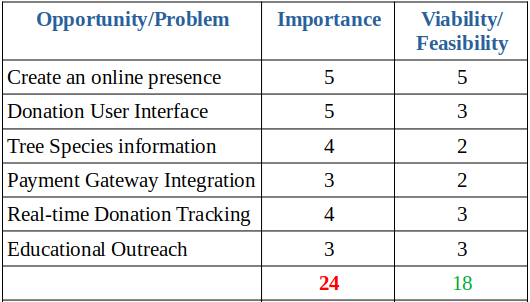 Opportunity/Problem Importance Viability/
Feasibility
Create an online presence 5 5
Donation User Interface 5 3
Tree Species information 4 2
Payment Gateway Integration 3 2
Real-time Donation Tracking 4 3
Educational Outreach 3 3
24 18